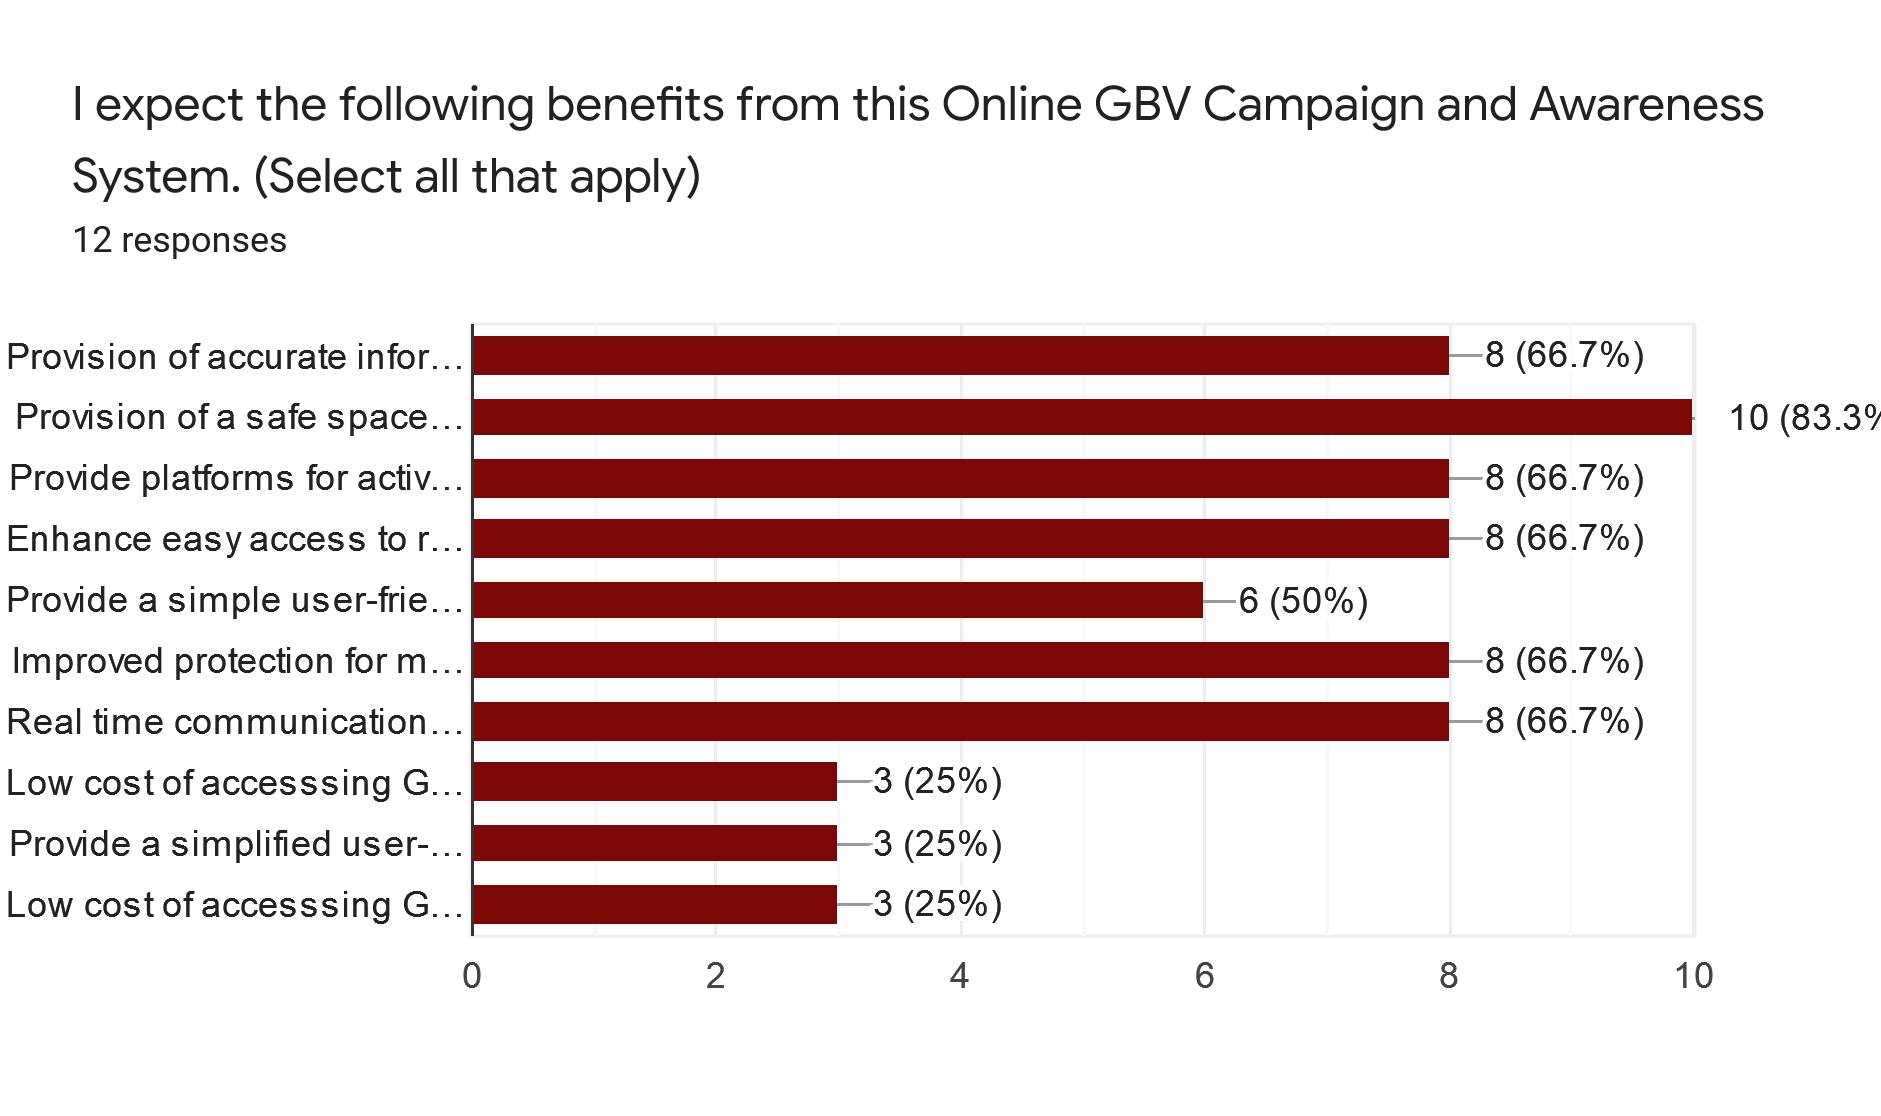 I expect the following benefits from this Online GBV Campaign and Awareness
System. (Select all that apply)
12 responses
Provision of accurate infor… 8 (66.7%)
Provision of a safe space… 10 (83.3%
Provide platforms for activ… 8 (66.7%)
Enhance easy access to r… 8 (66.7%)
Provide a simple user-frie… 6 (50%)
Improved protection for m… 8 (66.7%)
Real time communication… 8 (66.7%)
Low cost of accesssing G… 3 (25%)
Provide a simplified user-… 3 (25%)
Low cost of accesssing G… 3 (25%)
0 2 4 6 8 10